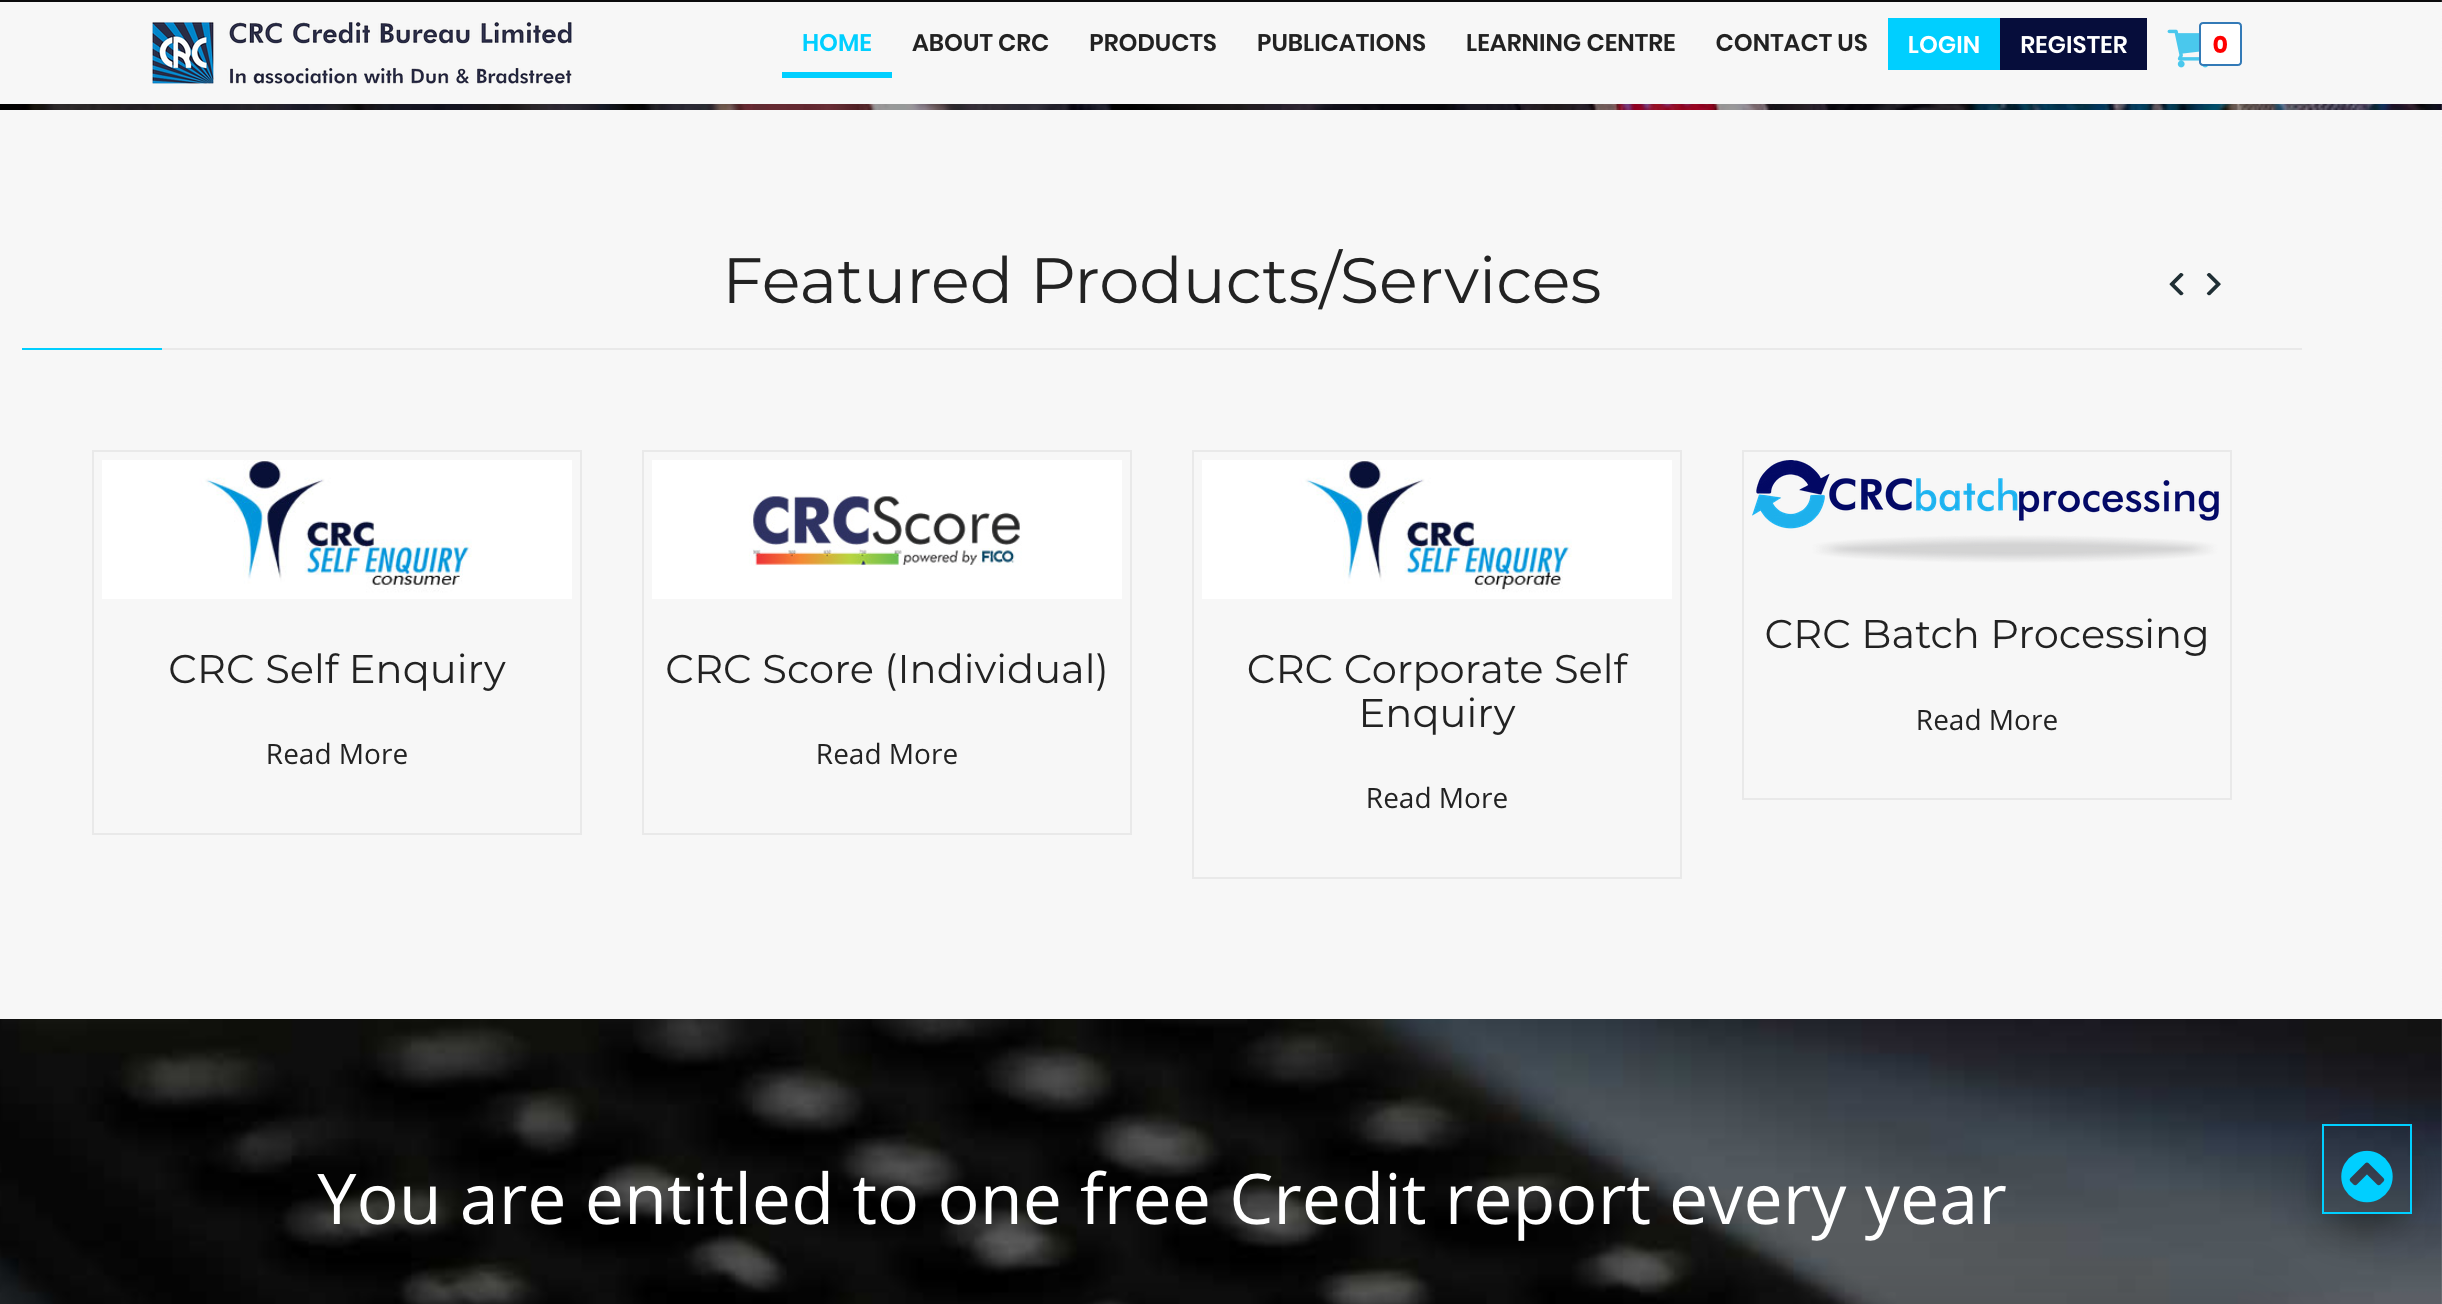 CRC
CRC Credit Bureau Limited
In association with Dun & Bradstreet
HOME
ABOUT CRC
PRODUCTS
PUBLICATIONS
LEARNING CENTRE
CONTACT US
LOGIN
REGISTER
0
Featured Products/Services
CRC
SELF ENQUIRY
consumer
CRC Self Enquiry
Read More
CRCScore
powered by FICO
CRC Score (Individual)
Read More
CRC
SELF ENQUIRY
corporate
CRC Corporate Self
Enquiry
Read More
CRCbatchprocessing
CRC Batch Processing
Read More
You are entitled to one free Credit report every year